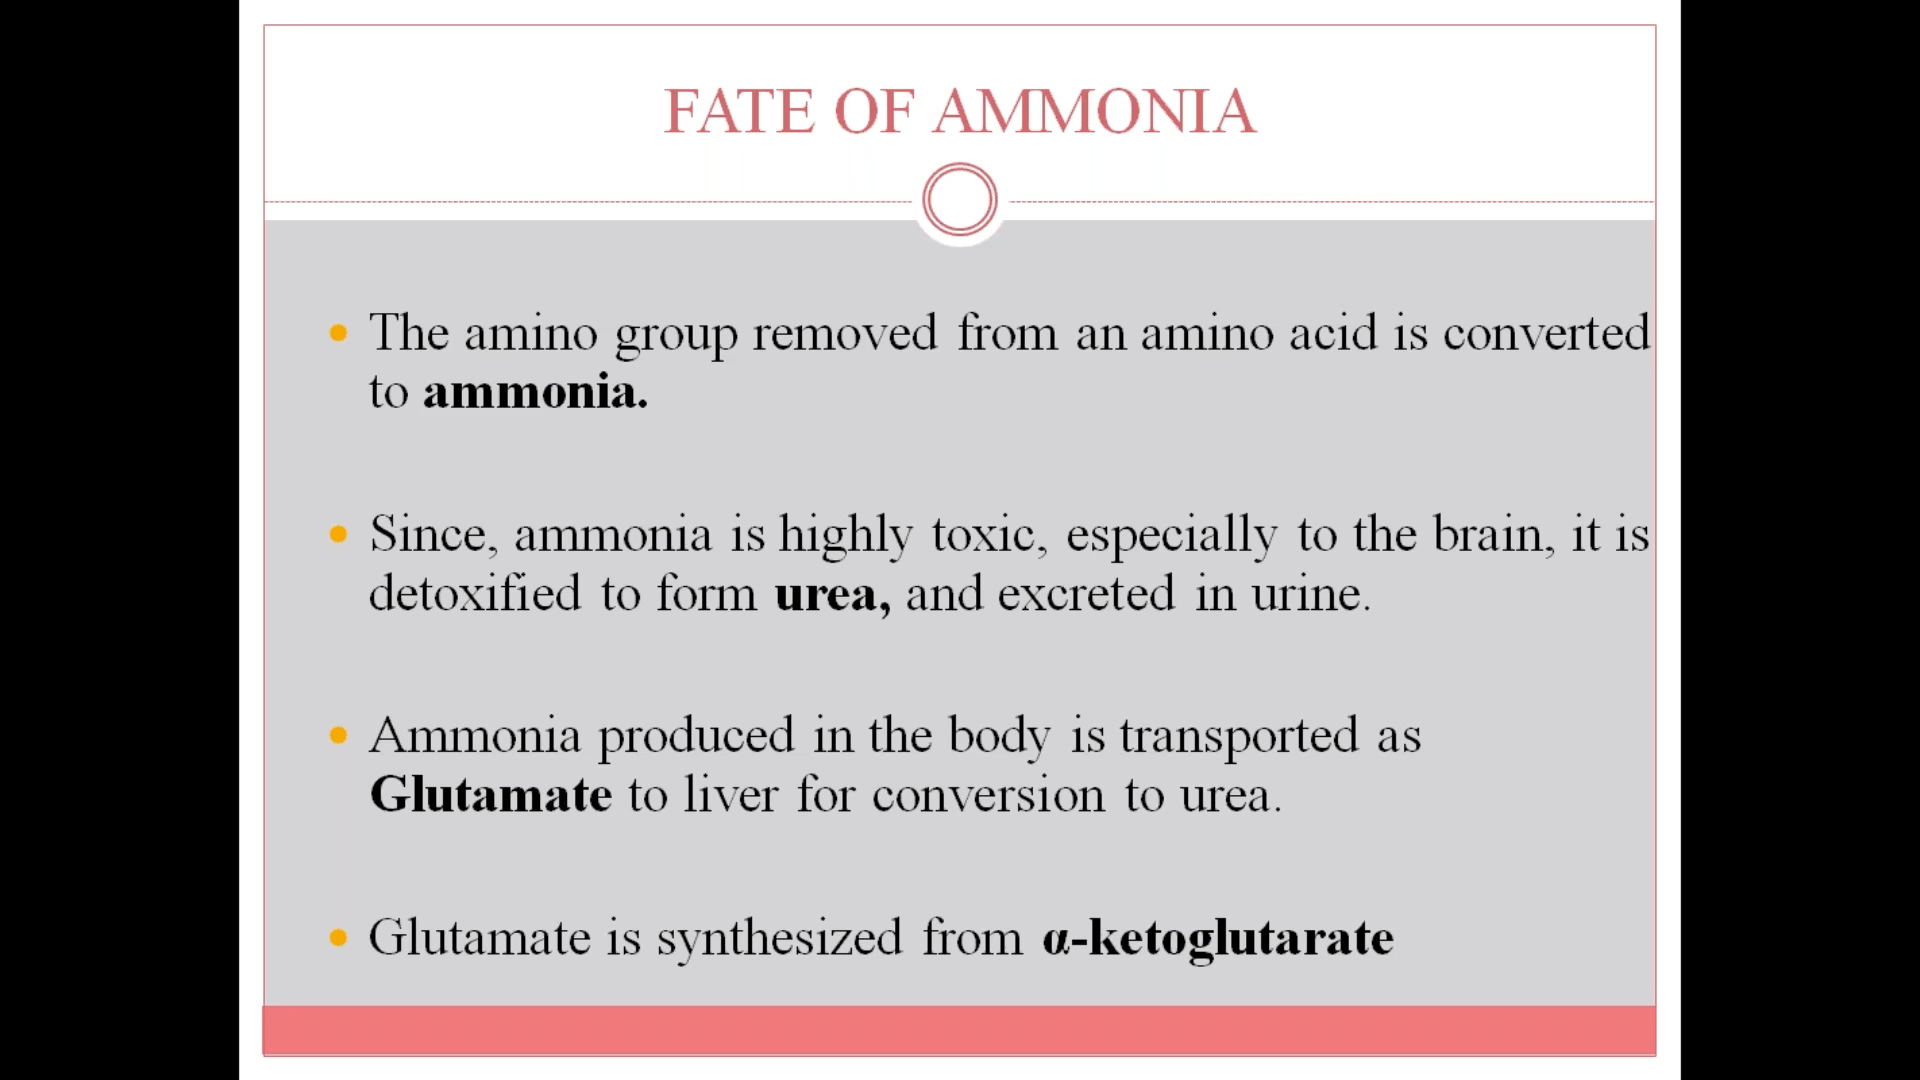 FATE OF AMMONIA
The amino group removed from an amino acid is converted
to ammonia.
Since, ammonia is highly toxic, especially to the brain, it is
detoxified to form urea, and excreted in urine.
Ammonia produced in the body is transported as
Glutamate to liver for conversion to urea.
Glutamate is synthesized from α-ketoglutarate